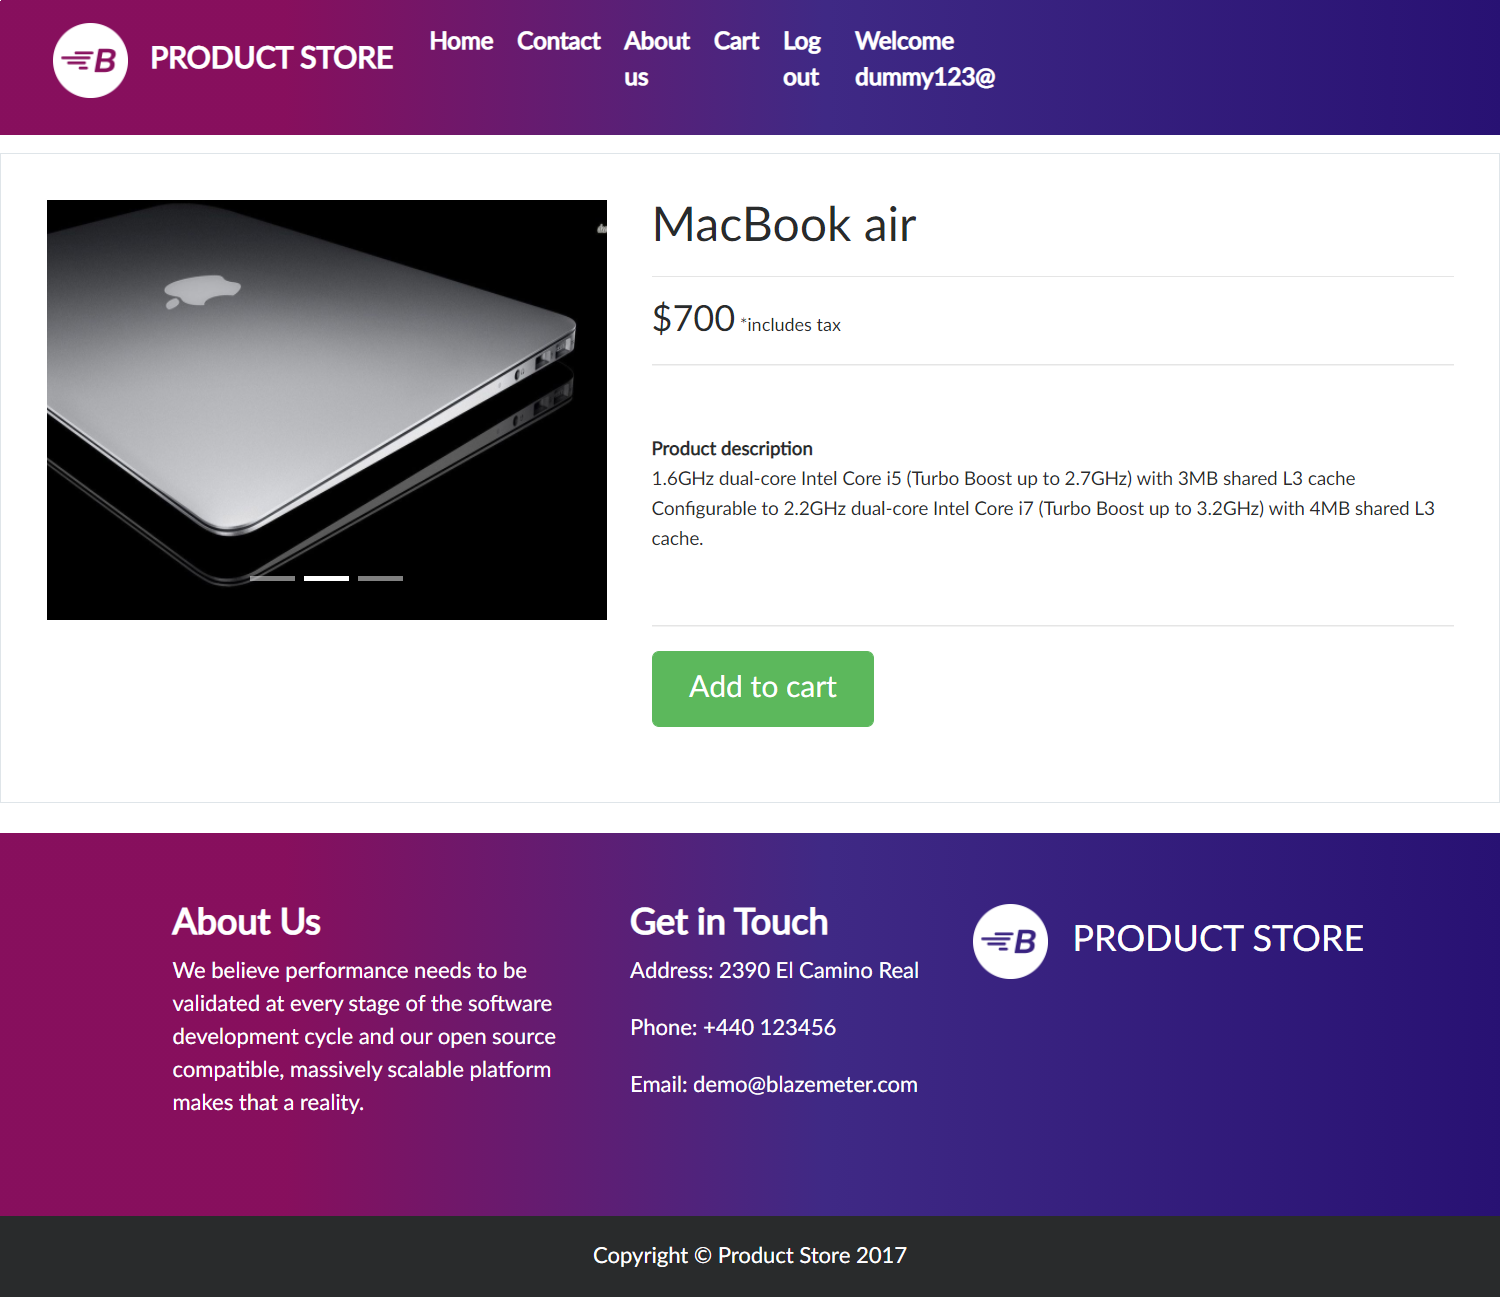 B PRODUCT STORE Home Contact About us Cart Log out Welcome dummy123@
MacBook air
$700 *includes tax
Product description
1.6GHz dual-core Intel Core i5 (Turbo Boost up to 2.7GHz) with 3MB shared L3 cache
Configurable to 2.2GHz dual-core Intel Core i7 (Turbo Boost up to 3.2GHz) with 4MB shared L3
cache.
Add to cart
About Us
We believe performance needs to be
validated at every stage of the software
development cycle and our open source
compatible, massively scalable platform
makes that a reality.
Get in Touch
Address: 2390 El Camino Real
Phone: +440 123456
Email: demo@blazemeter.com
B PRODUCT STORE
Copyright © Product Store 2017